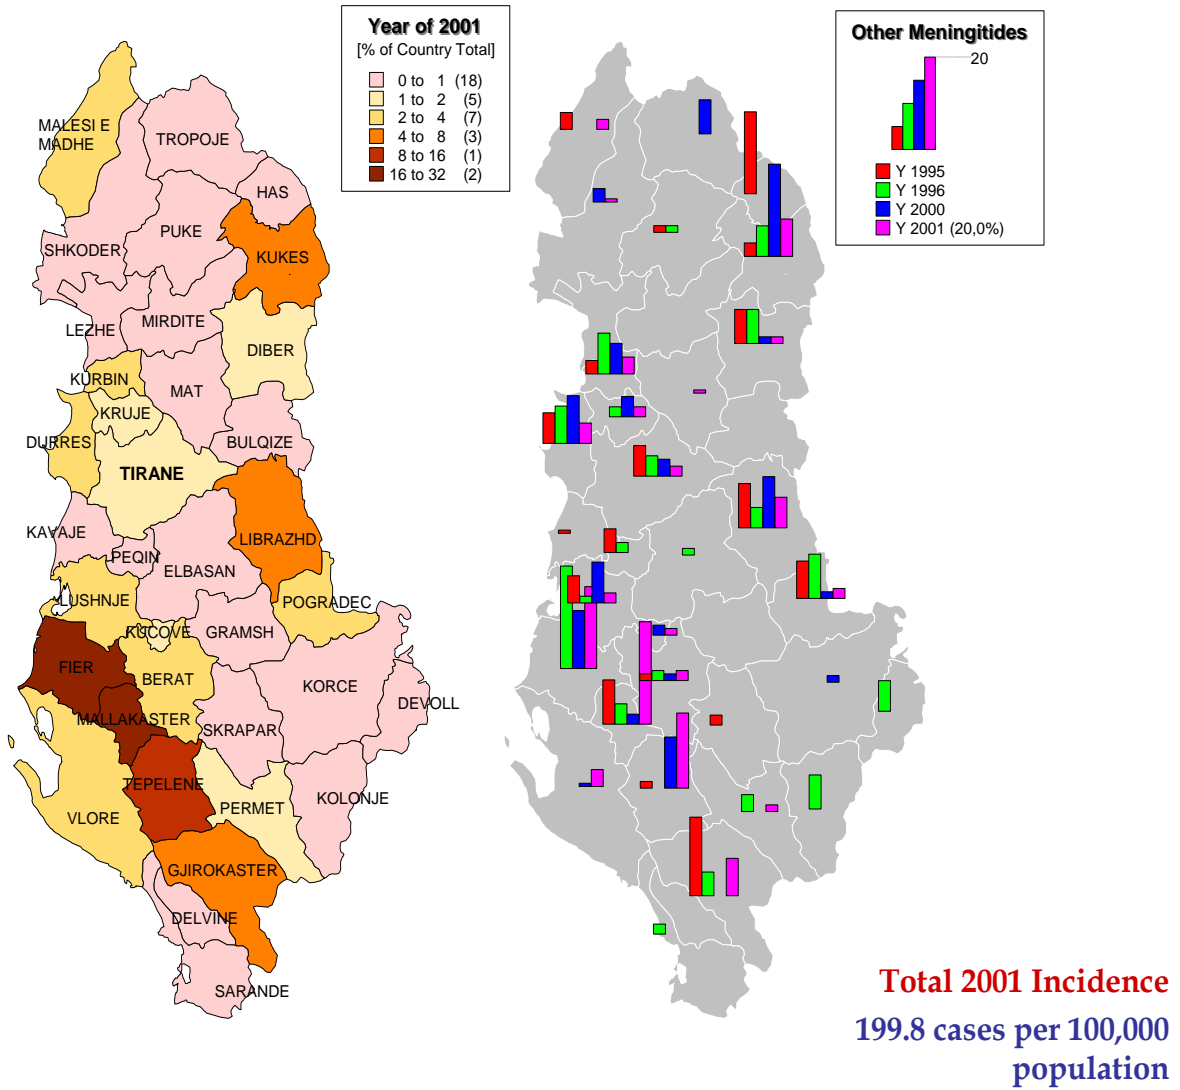 Year of 2001
[% of Country Total]
0 to 1 (18)
1 to 2 (5)
2 to 4 (7)
4 to 8 (3)
8 to 16 (1)
16 to 32 (2)
MALESI E
MADHE
TROPOJE
HAS
PUKE
SHKODER
KUKES
LEZHE
MIRDITE
DIBER
KURBIN
MAT
KRUJE
DURRES
BULQIZE
TIRANE
KAVAJE
LIBRAZHD
PEQIN
ELBASAN
LUSHNJE
POGRADEC
KUCOVE
GRAMSH
FIER
BERAT
KORCE
DEVOLL
MALLAKASTER
SKRAPAR
TEPELENE
KOLONJE
PERMET
VLORE
GJIROKASTER
DELVINE
SARANDE
Other Meningitides
20
Y 1995
Y 1996
Y 2000
Y 2001 (20,0%)
Total 2001 Incidence
199.8 cases per 100,000
population